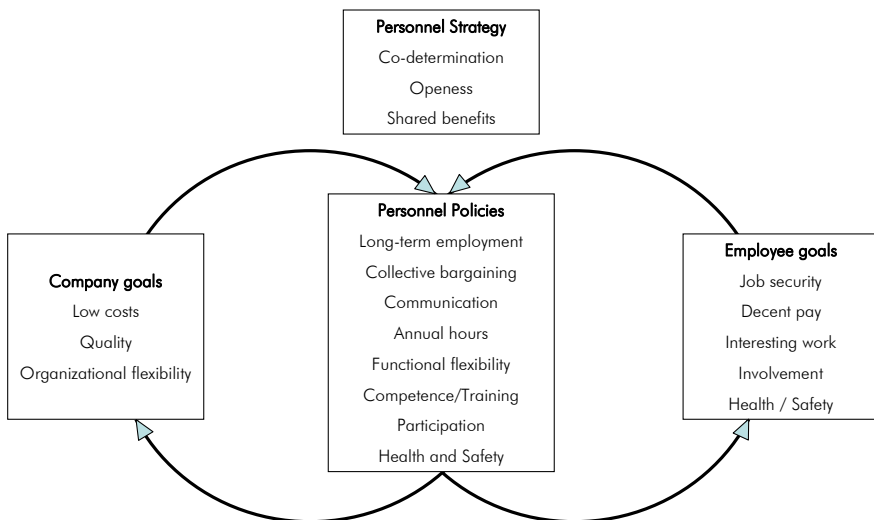 Personnel Strategy
Co-determination
Openess
Shared benefits
Company goals
Low costs
Quality
Organizational flexibility
Personnel Policies
Long-term employment
Collective bargaining
Communication
Annual hours
Functional flexibility
Competence/Training
Participation
Health and Safety
Employee goals
Job security
Decent pay
Interesting work
Involvement
Health / Safety